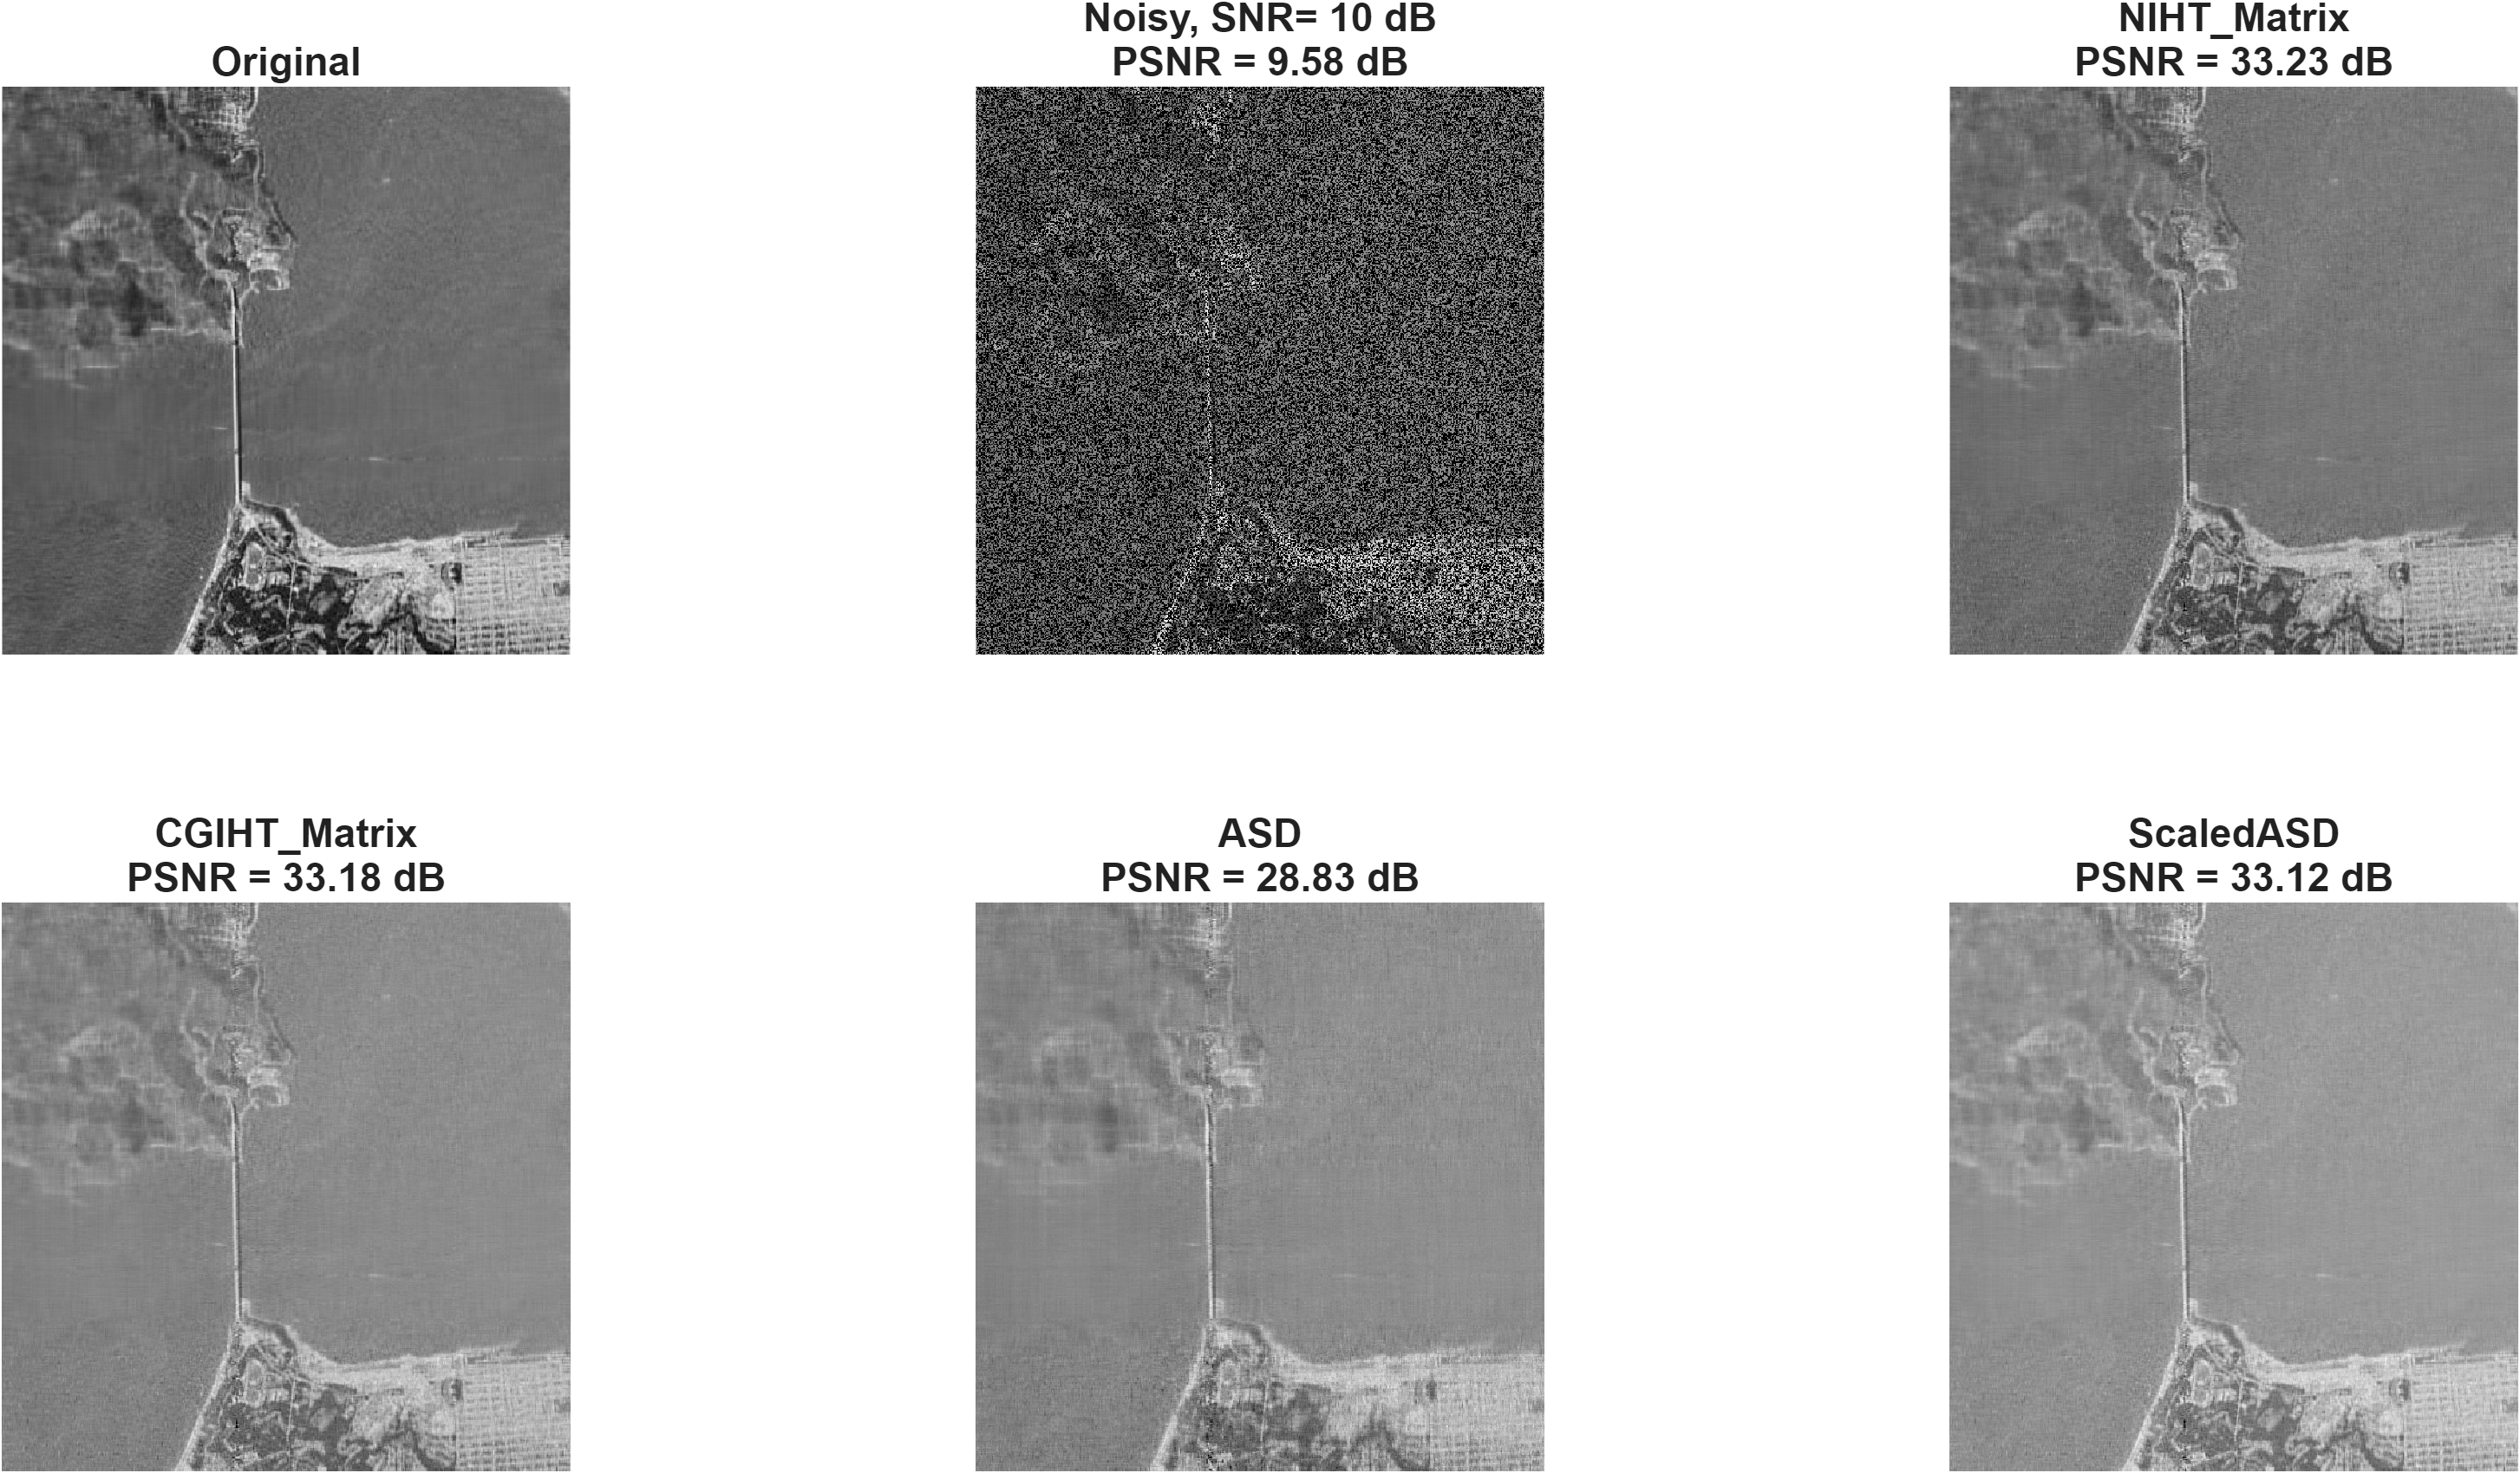 Original
Noisy, SNR= 10 dB
PSNR = 9.58 dB
NIHT_Matrix
PSNR = 33.23 dB
CGIHT_Matrix
PSNR = 33.18 dB
ASD
PSNR = 28.83 dB
ScaledASD
PSNR = 33.12 dB